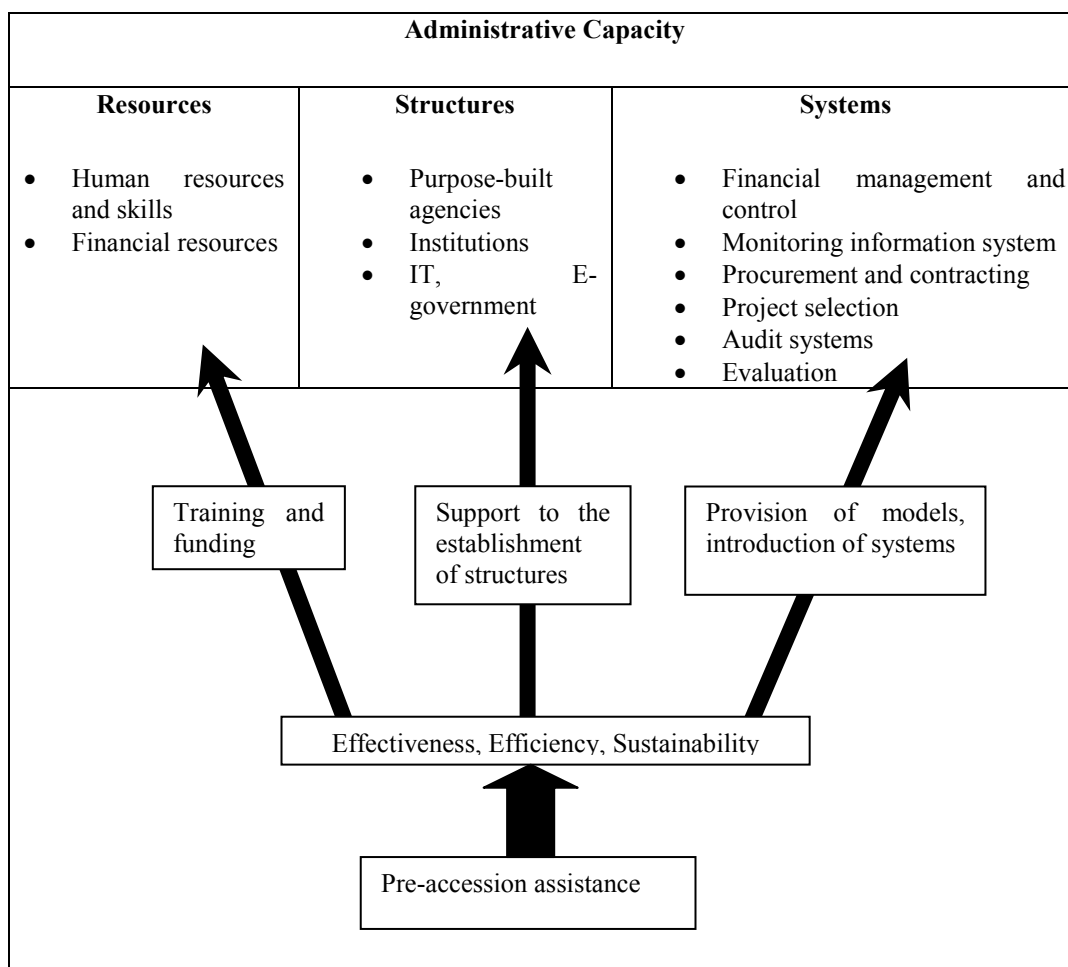 Administrative Capacity
Resources
• Human resources
and skills
• Financial resources
Structures
• Purpose-built
agencies
• Institutions
• IT, E-
government
Systems
• Financial management and
control
• Monitoring information system
• Procurement and contracting
• Project selection
• Audit systems
• Evaluation
Training and
funding
Support to the
establishment
of structures
Provision of models,
introduction of systems
Effectiveness, Efficiency, Sustainability
Pre-accession assistance